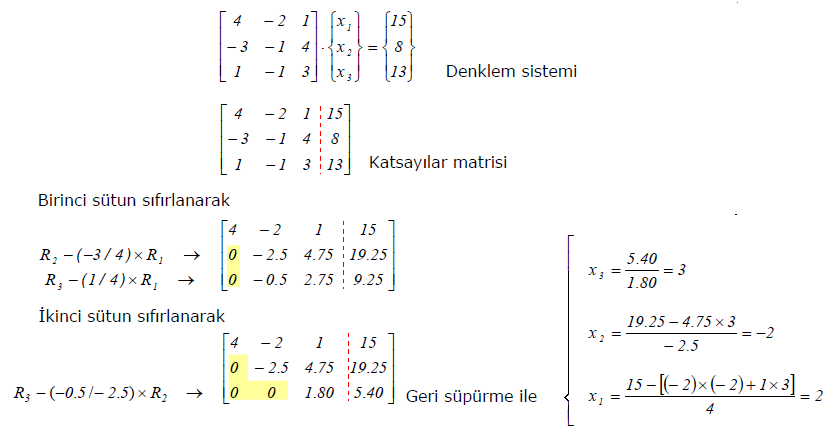 [ 4 −2 1 ] {x1} {15}
[ −3 −1 4 ] · {x2} = {8}
[ 1 −1 3 ] {x3} {13}
Denklem sistemi
[ 4 −2 1 | 15 ]
[ −3 −1 4 | 8 ]
[ 1 −1 3 | 13 ]
Katsayılar matrisi
Birinci sütun sıfırlanarak
[ 4 −2 1 | 15 ]
R2 − (−3/4) × R1 → [ 0 −2.5 4.75 | 19.25 ]
R3 − (1/4) × R1 → [ 0 −0.5 2.75 | 9.25 ]
İkinci sütun sıfırlanarak
[ 4 −2 1 | 15 ]
[ 0 −2.5 4.75 | 19.25 ]
R3 − (−0.5/−2.5) × R2 → [ 0 0 1.80 | 5.40 ]
Geri süpürme ile
x3 = 5.40 / 1.80 = 3
x2 = 19.25 − 4.75 × 3 / −2.5 = −2
x1 = 15 − [(−2) × (−2) + 1 × 3] / 4 = 2